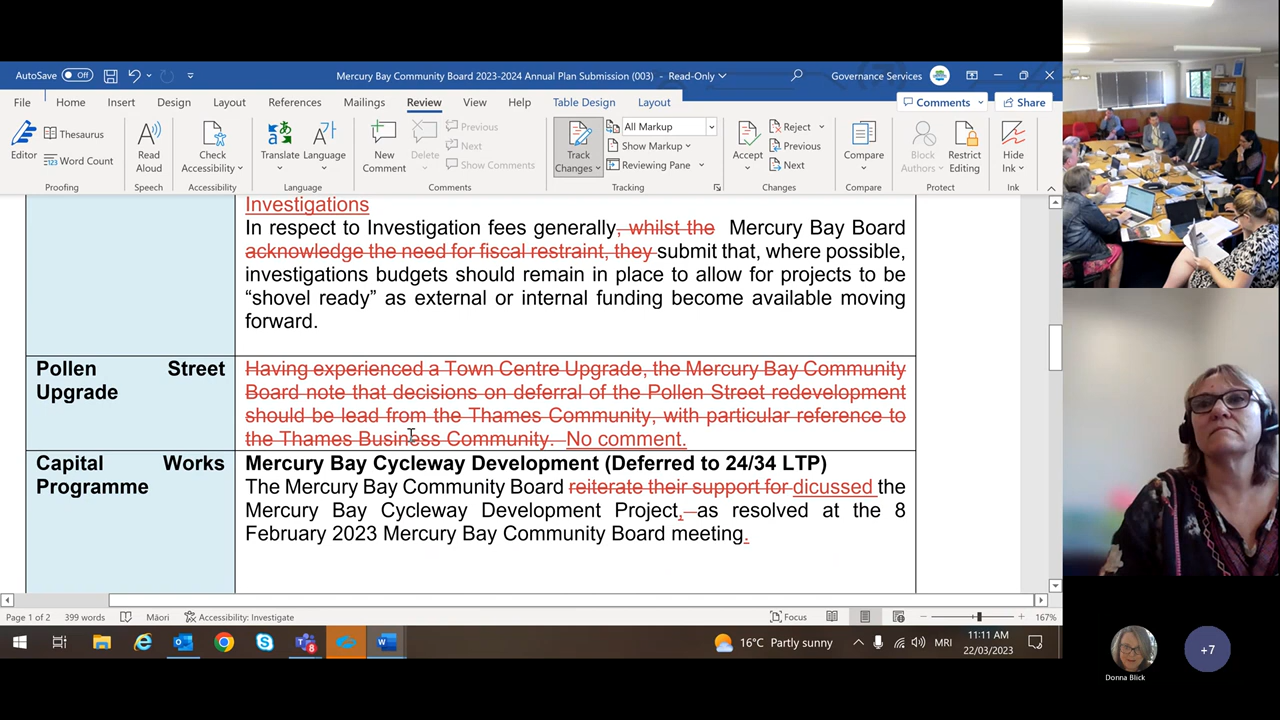 AutoSave Off Mercury Bay Community Board 2023-2024 Annual Plan Submission (003) - Read-Only Governance Services
File Home Insert Design Layout References Mailings Review View Help Table Design Layout Comments Share
Editor
Thesaurus
Word Count
Proofing
Read Aloud
Speech
Check Accessibility
Accessibility
Translate
Language
Language
New Comment
Delete
Previous
Next
Show Comments
Comments
Track Changes
All Markup
Show Markup
Reviewing Pane
Tracking
Accept
Reject
Previous
Next
Changes
Compare
Compare
Block Authors
Restrict Editing
Protect
Hide Ink
Ink
Investigations
In respect to Investigation fees generally, whilst the Mercury Bay Board
acknowledge the need for fiscal restraint, they submit that, where possible,
investigations budgets should remain in place to allow for projects to be
“shovel ready” as external or internal funding become available moving
forward.
Pollen Street
Upgrade
Having experienced a Town Centre Upgrade, the Mercury Bay Community
Board note that decisions on deferral of the Pollen Street redevelopment
should be lead from the Thames Community, with particular reference to
the Thames Business Community. No comment.
Capital Works
Programme
Mercury Bay Cycleway Development (Deferred to 24/34 LTP)
The Mercury Bay Community Board reiterate their support for dicussed the
Mercury Bay Cycleway Development Project, as resolved at the 8
February 2023 Mercury Bay Community Board meeting.
Page 1 of 2 399 words Māori Accessibility: Investigate Focus 167%
16°C Partly sunny MRI 11:11 AM
22/03/2023
8
Donna Blick
+7